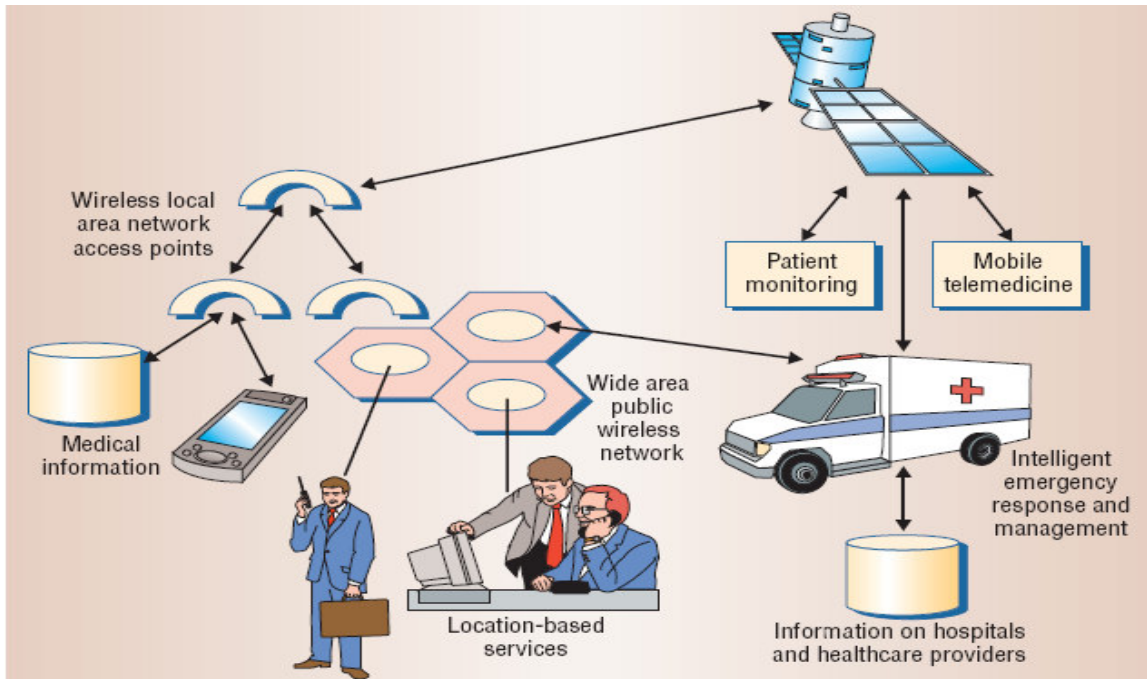 Wireless local
area network
access points
Patient
monitoring
Mobile
telemedicine
Medical
information
Wide area
public
wireless
network
Intelligent
emergency
response and
management
Location-based
services
Information on hospitals
and healthcare providers